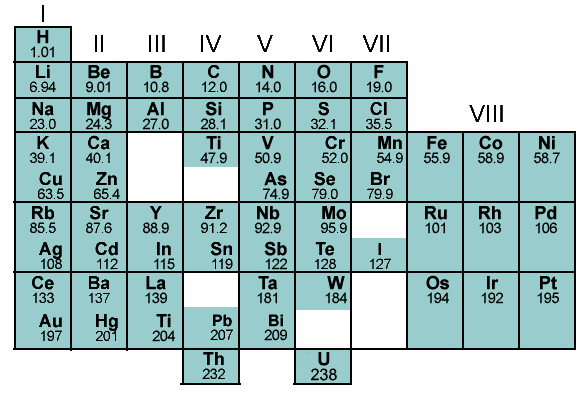 I
II III IV V VI VII
VIII
H
1.01
Li Be B C N O F
6.94 9.01 10.8 12.0 14.0 16.0 19.0
Na Mg Al Si P S Cl
23.0 24.3 27.0 28.1 31.0 32.1 35.5
K Ca Ti V Cr Mn Fe Co Ni
39.1 40.1 47.9 50.9 52.0 54.9 55.9 58.9 58.7
Cu Zn As Se Br
63.5 65.4 74.9 79.0 79.9
Rb Sr Y Zr Nb Mo Ru Rh Pd
85.5 87.6 88.9 91.2 92.9 95.9 101 103 106
Ag Cd In Sn Sb Te I
108 112 115 119 122 128 127
Ce Ba La Ta W Os Ir Pt
133 137 139 181 184 194 192 195
Au Hg Ti Pb Bi
197 201 204 207 209
Th U
232 238